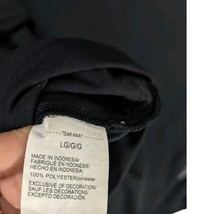 TEAR AWAY
LG/G/G
MADE IN INDONESIA/
FABRIQUÉ EN INDONÉSIE/
HECHO EN INDONESIA
100% POLYESTER/poliéster
EXCLUSIVE OF DECORATION/
SAUF LES DÉCORATIONS/
EXCEPTO DECORACIÓN